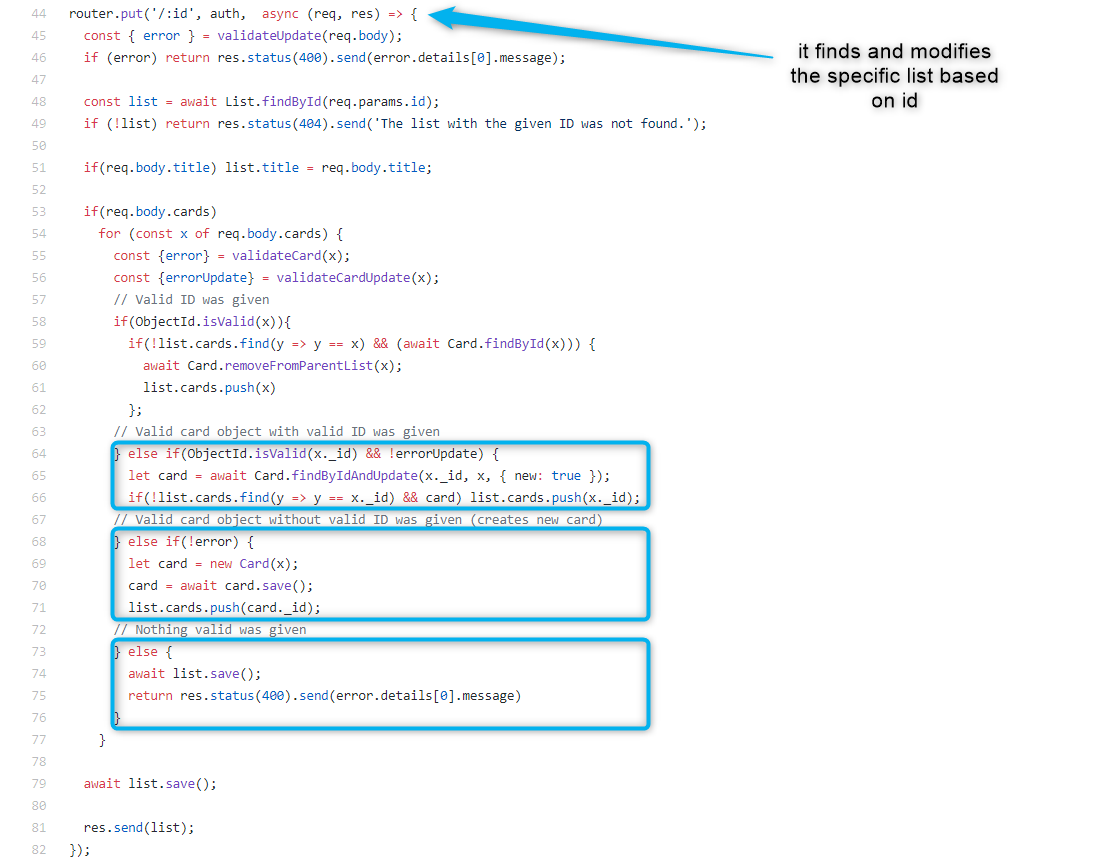 44 router.put('/:id', auth,  async (req, res) => {
45   const { error } = validateUpdate(req.body);
46   if (error) return res.status(400).send(error.details[0].message);
47
48   const list = await List.findById(req.params.id);
49   if (!list) return res.status(404).send('The list with the given ID was not found.');
50
51   if(req.body.title) list.title = req.body.title;
52
53   if(req.body.cards)
54     for (const x of req.body.cards) {
55       const {error} = validateCard(x);
56       const {errorUpdate} = validateCardUpdate(x);
57       // Valid ID was given
58       if(ObjectId.isValid(x)){
59         if(!list.cards.find(y => y == x) && (await Card.findById(x))) {
60           await Card.removeFromParentList(x);
61           list.cards.push(x)
62         };
63       // Valid card object with valid ID was given
64       } else if(ObjectId.isValid(x._id) && !errorUpdate) {
65         let card = await Card.findByIdAndUpdate(x._id, x, { new: true });
66         if(!list.cards.find(y => y == x._id) && card) list.cards.push(x._id);
67       // Valid card object without valid ID was given (creates new card)
68       } else if(!error) {
69         let card = new Card(x);
70         card = await card.save();
71         list.cards.push(card._id);
72       // Nothing valid was given
73       } else {
74         await list.save();
75         return res.status(400).send(error.details[0].message)
76       }
77     }
78
79   await list.save();
80
81   res.send(list);
82 });
it finds and modifies
the specific list based
on id